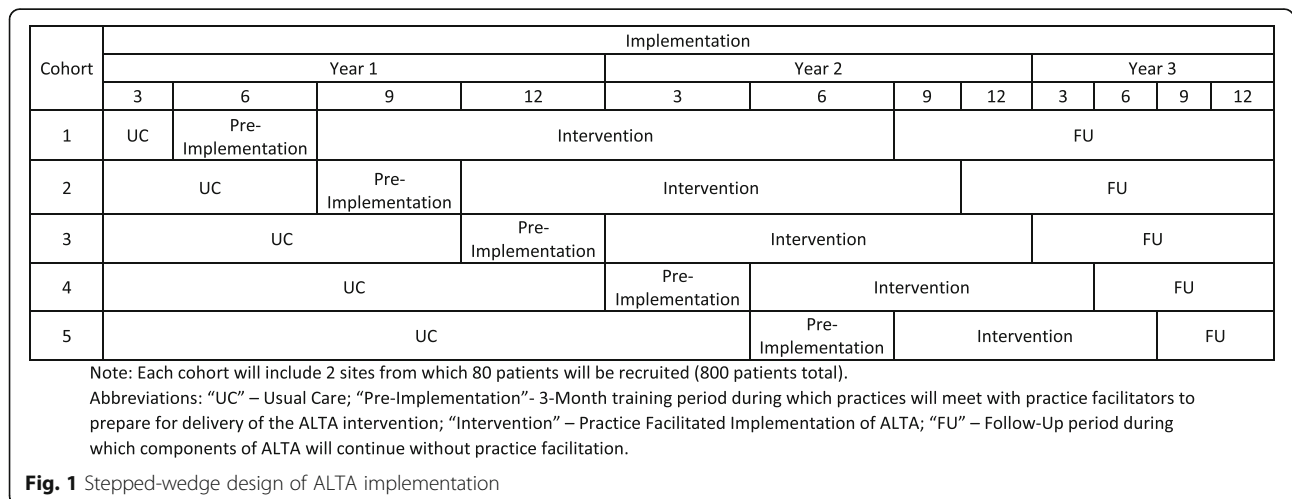 Implementation
Cohort
Year 1 Year 2 Year 3
3 6 9 12 3 6 9 12 3 6 9 12
1 UC Pre-
Implementation Intervention FU
2 UC Pre-
Implementation Intervention FU
3 UC Pre-
Implementation Intervention FU
4 UC Pre-
Implementation Intervention FU
5 UC Pre-
Implementation Intervention FU
Note: Each cohort will include 2 sites from which 80 patients will be recruited (800 patients total).
Abbreviations: “UC” – Usual Care; “Pre-Implementation”- 3-Month training period during which practices will meet with practice facilitators to
prepare for delivery of the ALTA intervention; “Intervention” – Practice Facilitated Implementation of ALTA; “FU” – Follow-Up period during
which components of ALTA will continue without practice facilitation.
Fig. 1 Stepped-wedge design of ALTA implementation